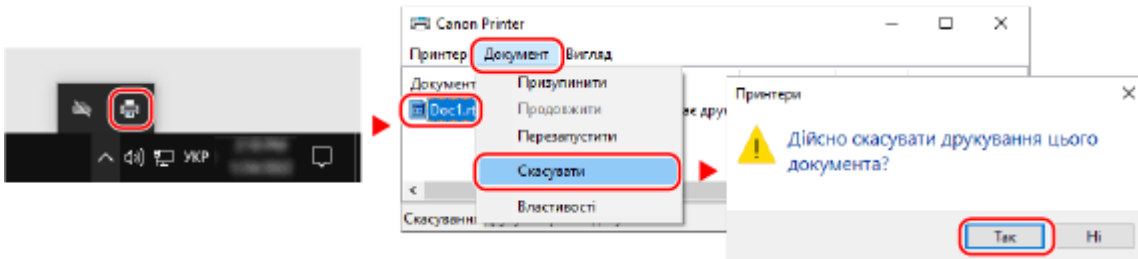 УКР
Canon Printer
Принтер Документ Вигляд
Документ
Doc1.rt
Призупинити
Продовжити
Перезапустити
Скасувати
Властивості
Скасування
Принтери
Дійсно скасувати друкування цього
документа?
Так Ні